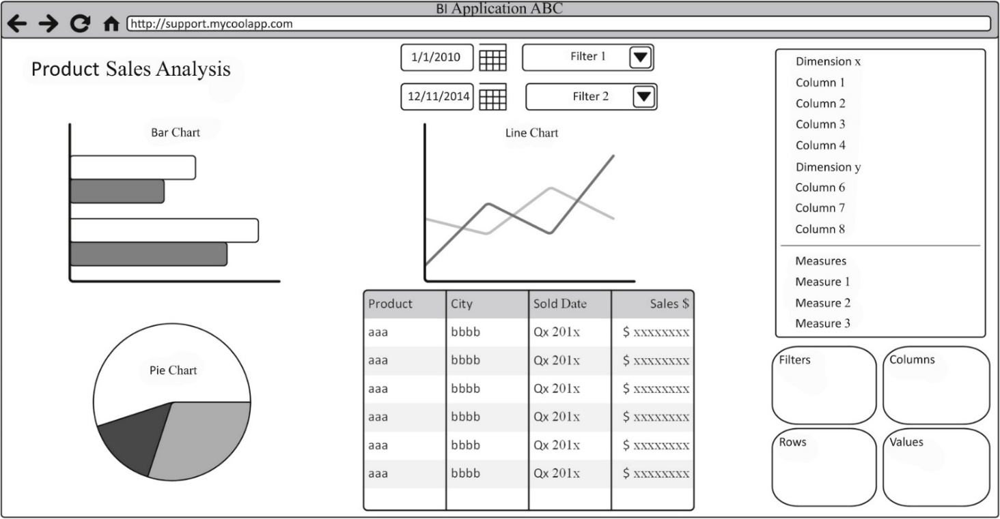 BI Application ABC
http://support.mycoolapp.com
Product Sales Analysis
1/1/2010
Filter 1
12/11/2014
Filter 2
Bar Chart
Line Chart
Pie Chart
Product City Sold Date Sales $
aaa bbbb Qx 201x $ xxxxxxxx
aaa bbbb Qx 201x $ xxxxxxxx
aaa bbbb Qx 201x $ xxxxxxxx
aaa bbbb Qx 201x $ xxxxxxxx
aaa bbbb Qx 201x $ xxxxxxxx
aaa bbbb Qx 201x $ xxxxxxxx
Dimension x
Column 1
Column 2
Column 3
Column 4
Dimension y
Column 6
Column 7
Column 8
Measures
Measure 1
Measure 2
Measure 3
Filters
Columns
Rows
Values